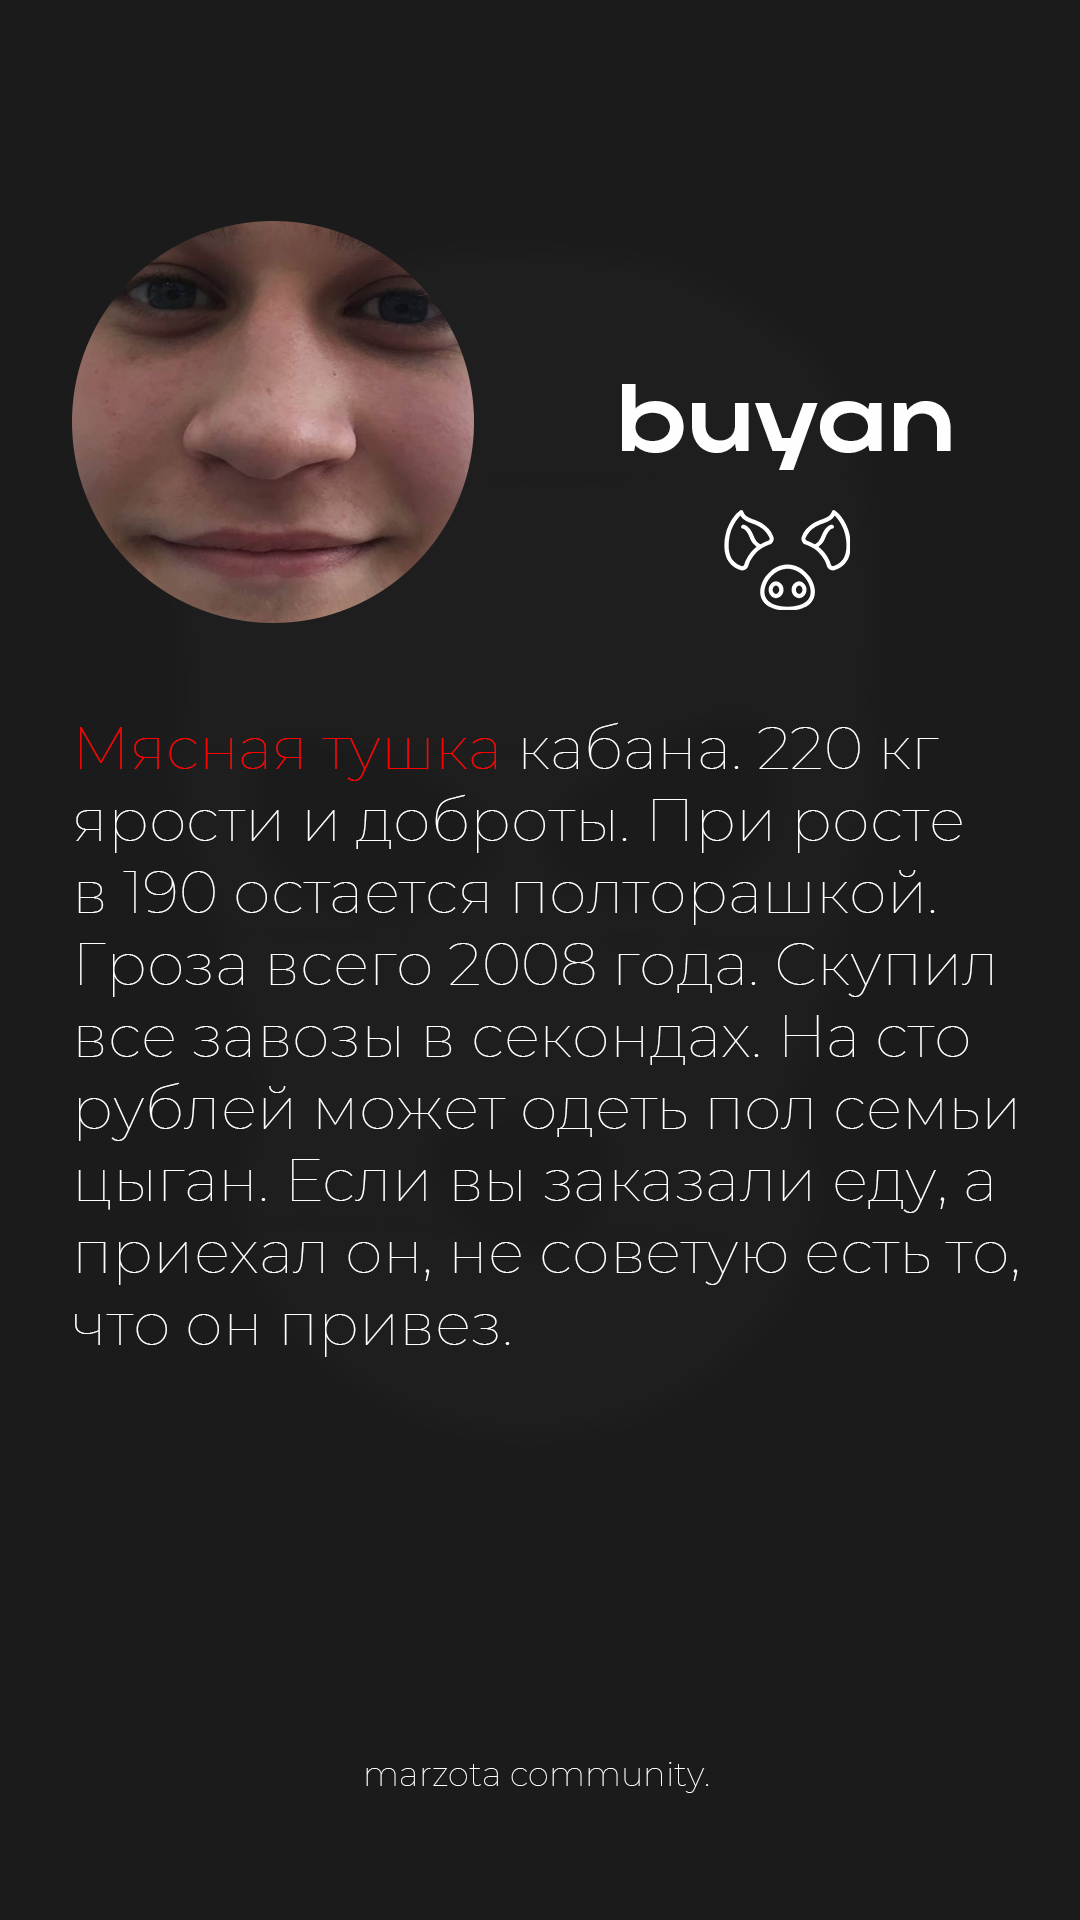 buyan
Мясная тушка кабана. 220 кг
ярости и доброты. При росте
в 190 остается полторашкой.
Гроза всего 2008 года. Скупил
все завозы в секондах. На сто
рублей может одеть пол семьи
цыган. Если вы заказали еду, а
приехал он, не советую есть то,
что он привез.
marzota community.